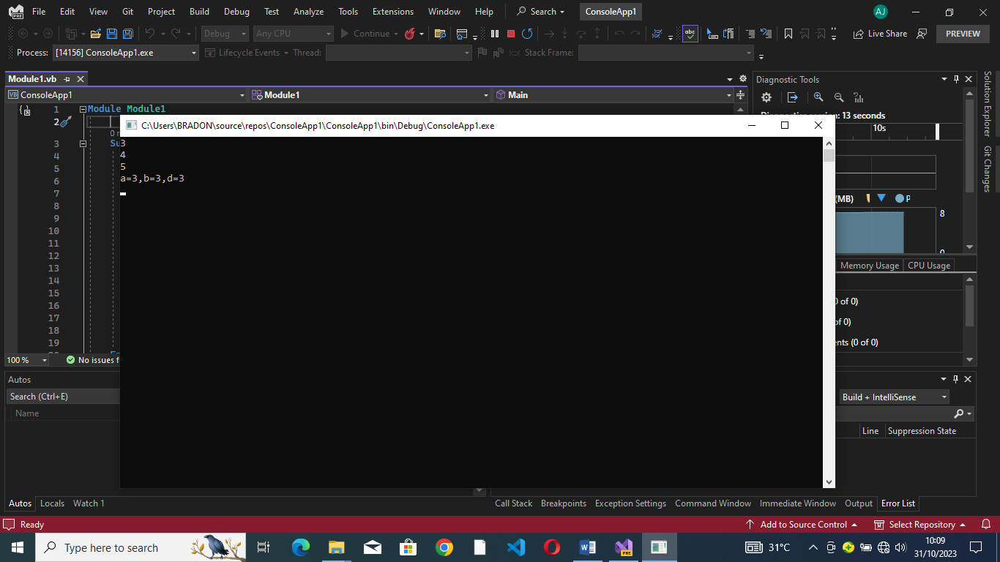 File Edit View Git Project Build Debug Test Analyze Tools Extensions Window Help Search ConsoleApp1 AJ
Debug Any CPU Continue Live Share PREVIEW
Process: [14156] ConsoleApp1.exe Lifecycle Events Thread: Stack Frame:
Module1.vb
Diagnostic Tools
ConsoleApp1 Module1 Main
1 Module Module1
2
3 Su
4
5
6
7
8
9
10
11
12
13
14
15
16
17
18
19
C:\Users\BRADON\source\repos\ConsoleApp1\ConsoleApp1\bin\Debug\ConsoleApp1.exe
3
4
5
a=3,b=3,d=3
: 13 seconds
10s
(MB) P
8
0
Memory Usage CPU Usage
0 of 0)
of 0)
ents (0 of 0)
Solution Explorer
Git Changes
100 % No issues f
Autos
Search (Ctrl+E)
Name
Build + IntelliSense
Line Suppression State
Autos Locals Watch 1
Call Stack Breakpoints Exception Settings Command Window Immediate Window Output Error List
Ready Add to Source Control Select Repository
Type here to search
31°C
10:09
31/10/2023